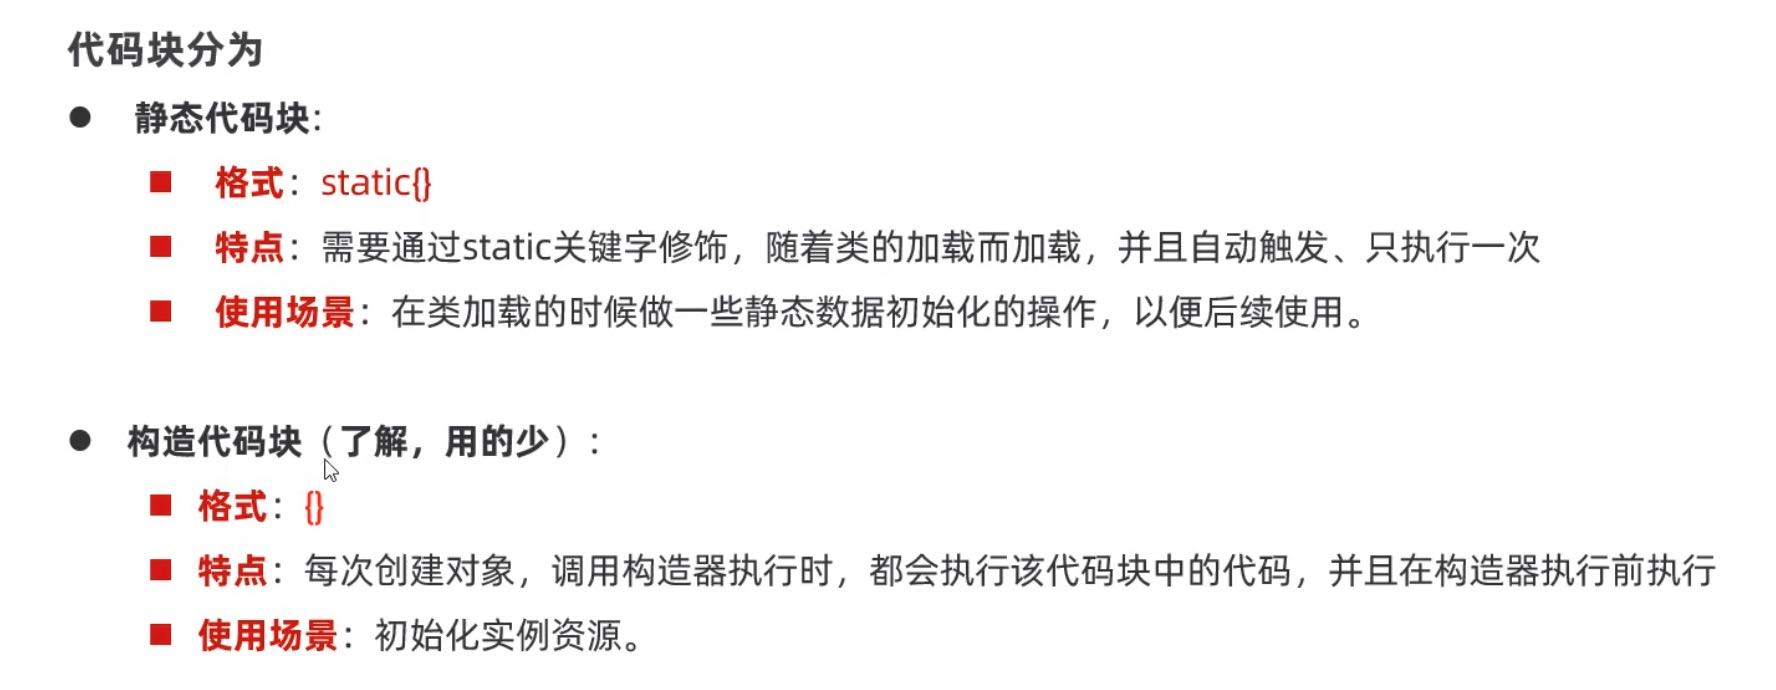 代码块分为
静态代码块：
格式：static{}
特点：需要通过static关键字修饰，随着类的加载而加载，并且自动触发、只执行一次
使用场景：在类加载的时候做一些静态数据初始化的操作，以便后续使用。
构造代码块（了解，用的少）：
格式：{}
特点：每次创建对象，调用构造器执行时，都会执行该代码块中的代码，并且在构造器执行前执行
使用场景：初始化实例资源。